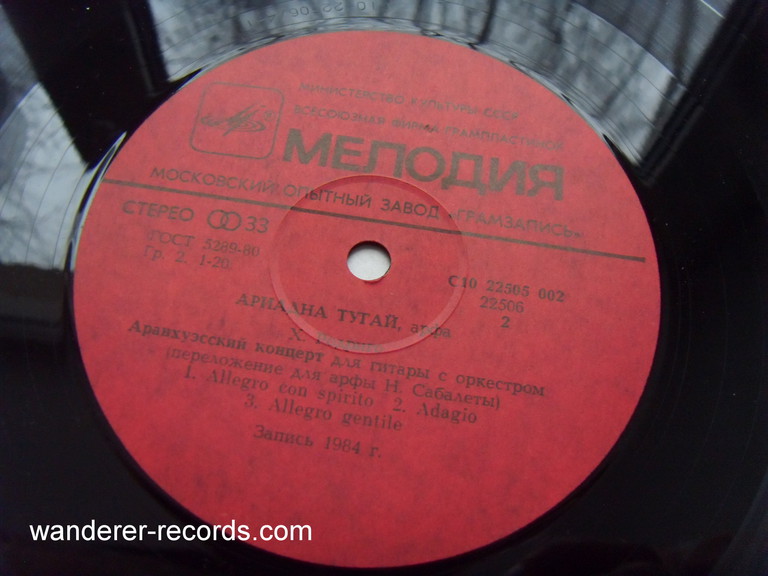 МИНИСТЕРСТВО КУЛЬТУРЫ СССР
ВСЕСОЮЗНАЯ ФИРМА ГРАМПЛАСТИНОК
МЕЛОДИЯ
МОСКОВСКИЙ ОПЫТНЫЙ ЗАВОД «ГРАМЗАПИСЬ»
СТЕРЕО 33
ГОСТ 5289-80
Гр. 2. 1-20.
С10 22505 002
22506
2
АРИАДНА ТУГАЙ, арфа
Х.
Аранхуэсский концерт для гитары с оркестром
(переложение для арфы Н. Сабалеты)
1. Allegro con spirito 2. Adagio
3. Allegro gentile
Запись 1984 г.
wanderer-records.com